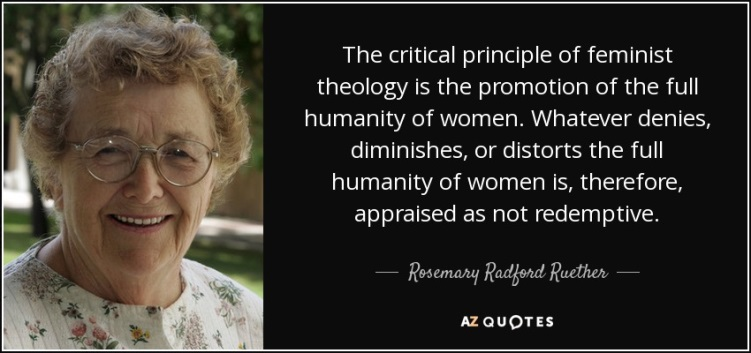 The critical principle of feminist
theology is the promotion of the full
humanity of women. Whatever denies,
diminishes, or distorts the full
humanity of women is, therefore,
appraised as not redemptive.
Rosemary Radford Ruether
AZ QUOTES